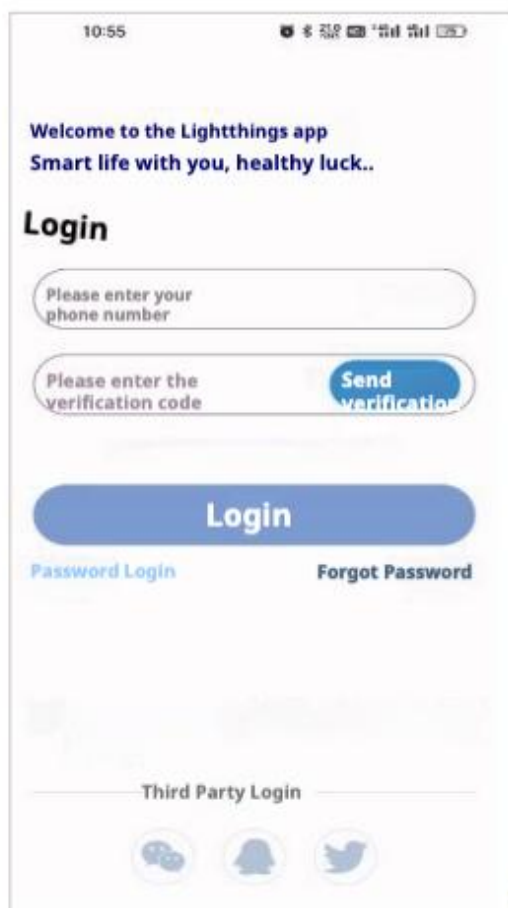 10:55
Welcome to the Lightthings app
Smart life with you, healthy luck..
Login
Please enter your
phone number
Please enter the
verification code
Send
verification
Login
Password Login
Forgot Password
Third Party Login